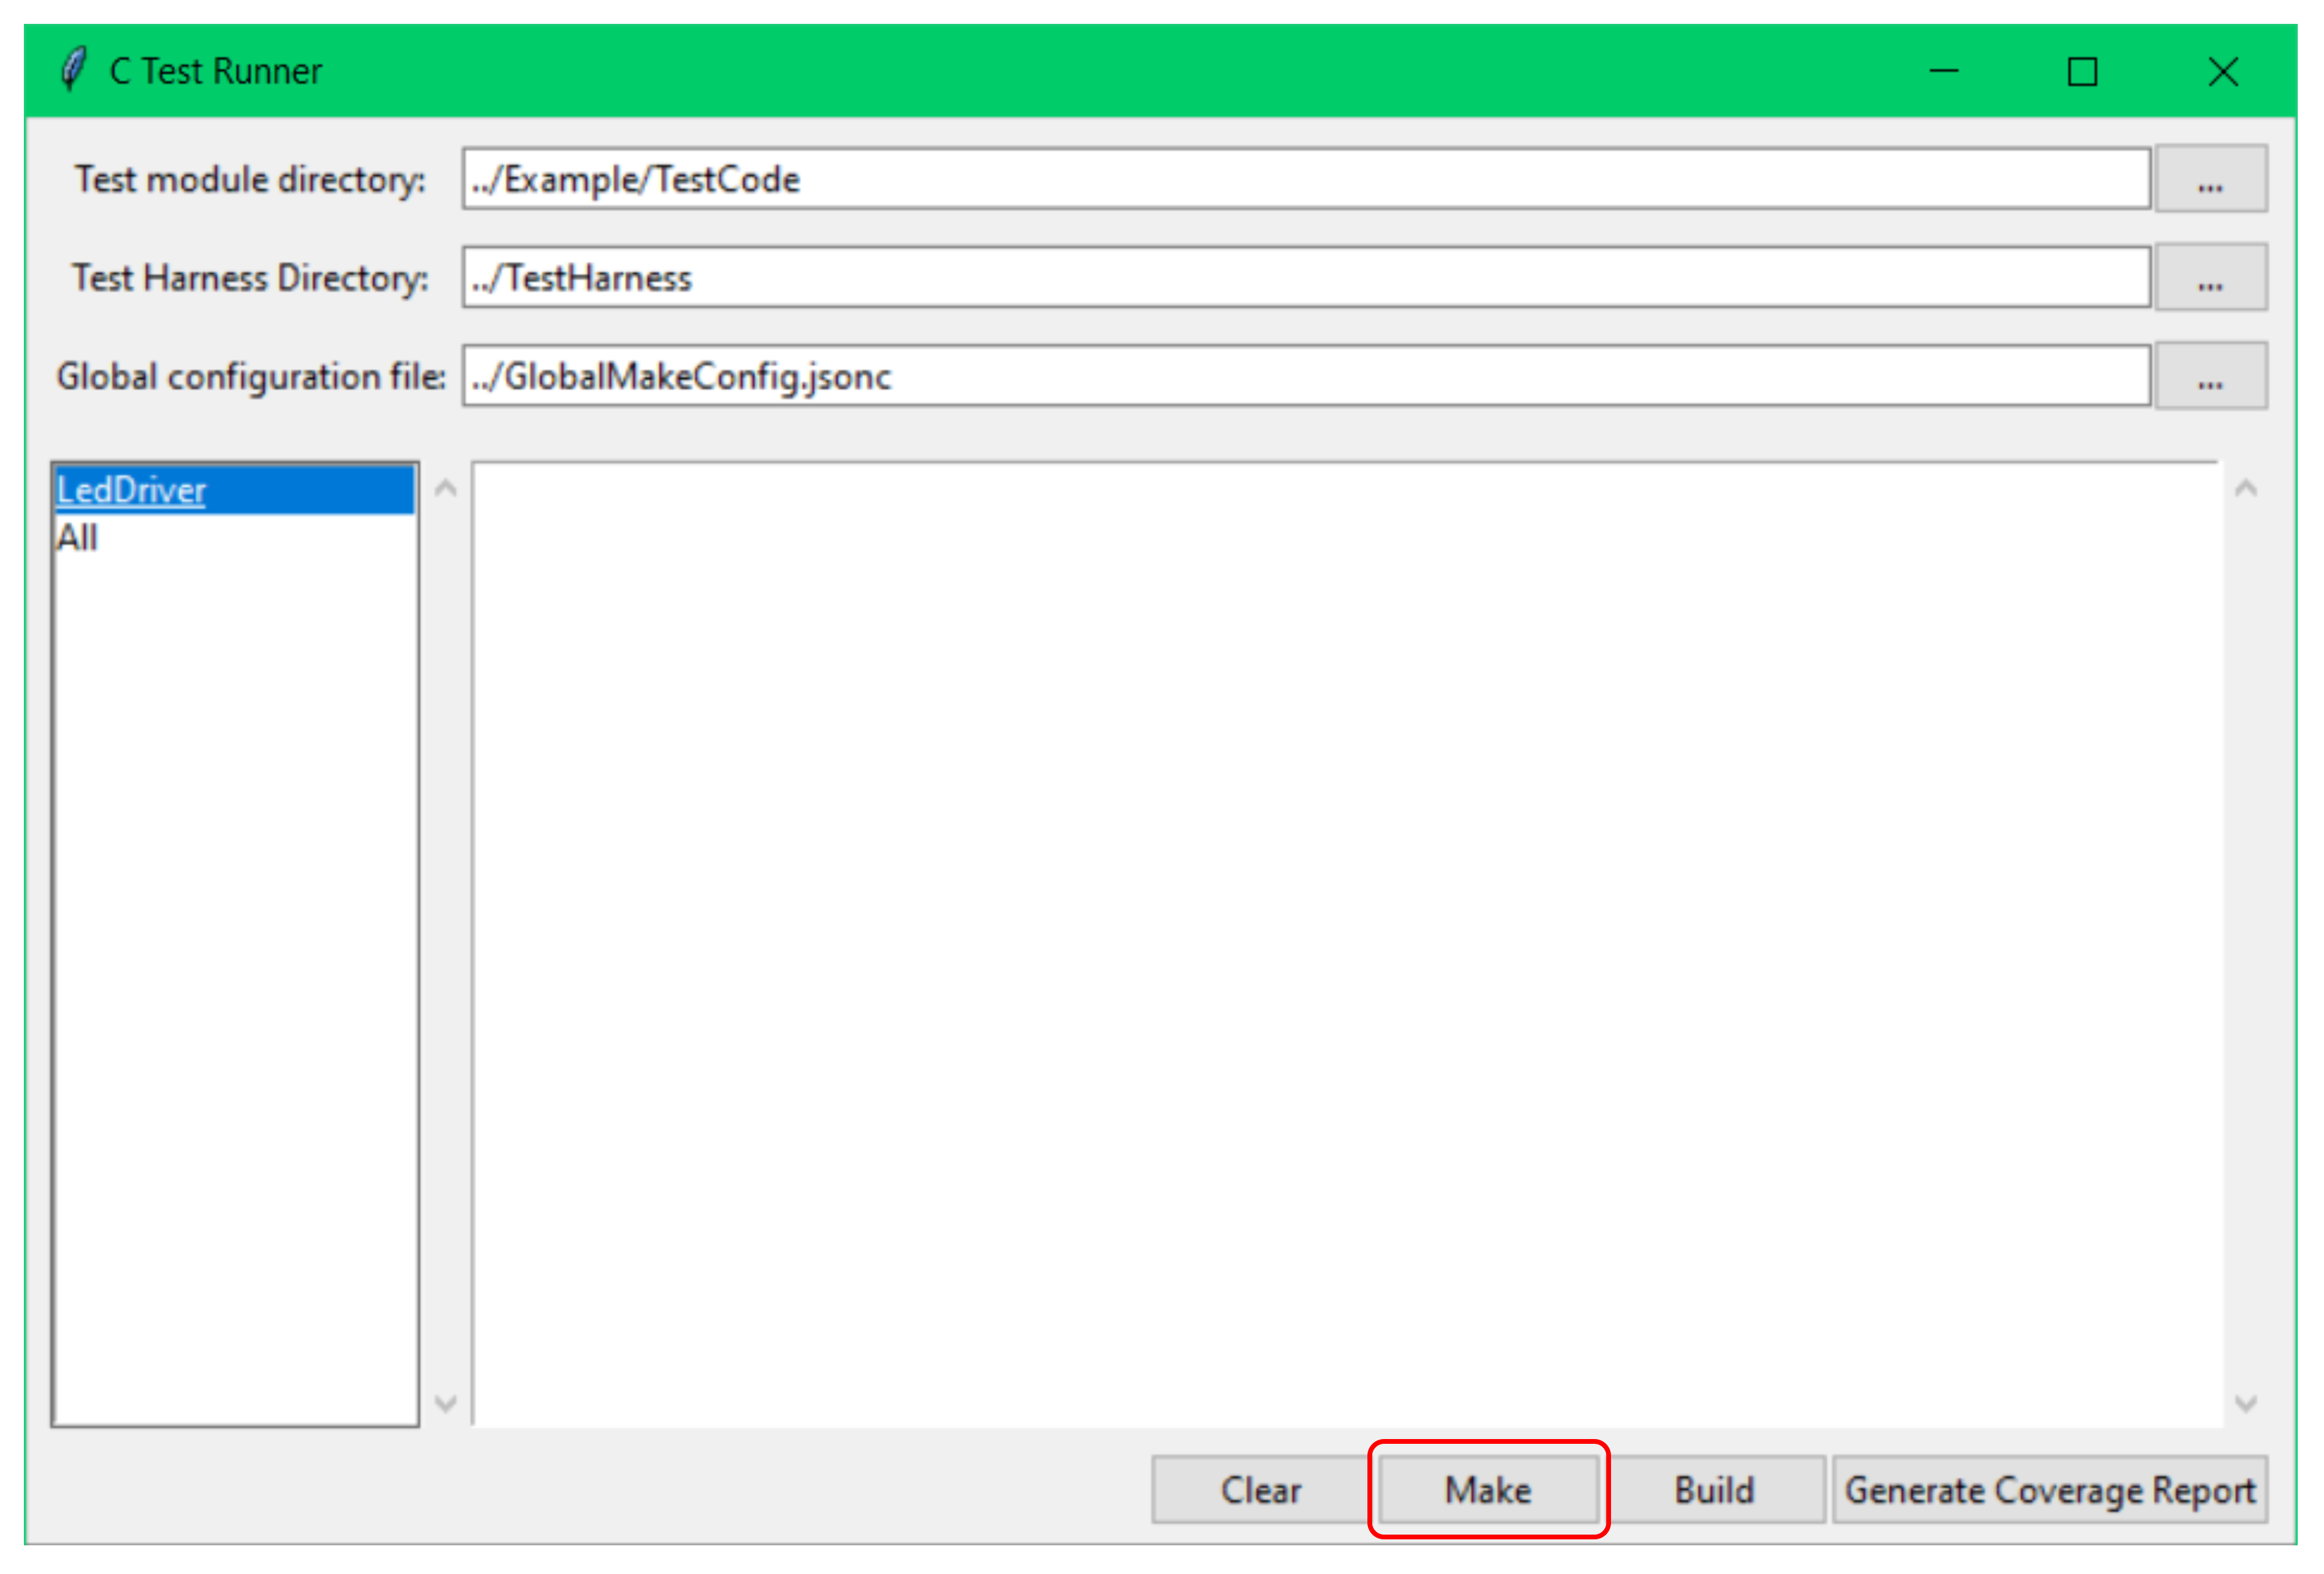 C Test Runner
Test module directory: ../Example/TestCode ...
Test Harness Directory: ../TestHarness ...
Global configuration file: ../GlobalMakeConfig.jsonc ...
LedDriver
All
Clear Make Build Generate Coverage Report